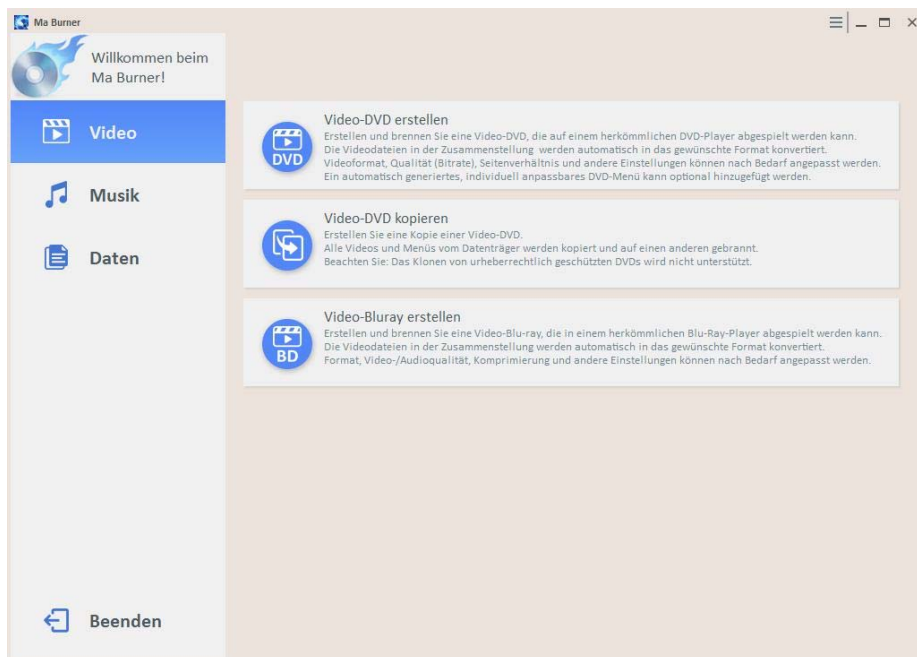 Ma Burner
Willkommen beim
Ma Burner!
Video
Musik
Daten
Beenden
DVD
Video-DVD erstellen
Erstellen und brennen Sie eine Video-DVD, die auf einem herkömmlichen DVD-Player abgespielt werden kann.
Die Videodateien in der Zusammenstellung werden automatisch in das gewünschte Format konvertiert.
Videoformat, Qualität (Bitrate), Seitenverhältnis und andere Einstellungen können nach Bedarf angepasst werden.
Ein automatisch generiertes, individuell anpassbares DVD-Menü kann optional hinzugefügt werden.
Video-DVD kopieren
Erstellen Sie eine Kopie einer Video-DVD.
Alle Videos und Menüs vom Datenträger werden kopiert und auf einen anderen gebrannt.
Beachten Sie: Das Klonen von urheberrechtlich geschützten DVDs wird nicht unterstützt.
BD
Video-Bluray erstellen
Erstellen und brennen Sie eine Video-Blu-ray, die in einem herkömmlichen Blu-Ray-Player abgespielt werden kann.
Die Videodateien in der Zusammenstellung werden automatisch in das gewünschte Format konvertiert.
Format, Video-/Audioqualität, Komprimierung und andere Einstellungen können nach Bedarf angepasst werden.